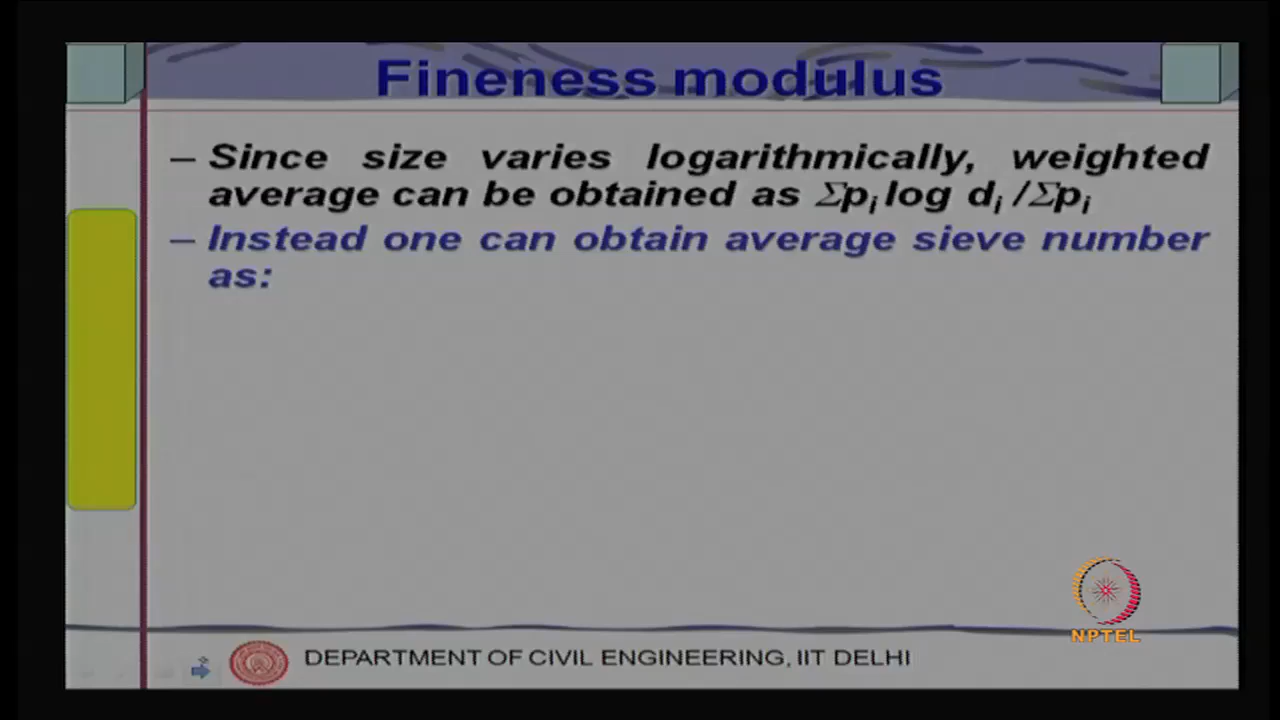 Fineness modulus
– Since size varies logarithmically, weighted
average can be obtained as Σpᵢ log dᵢ /Σpᵢ
– Instead one can obtain average sieve number
as:
NPTEL
DEPARTMENT OF CIVIL ENGINEERING, IIT DELHI